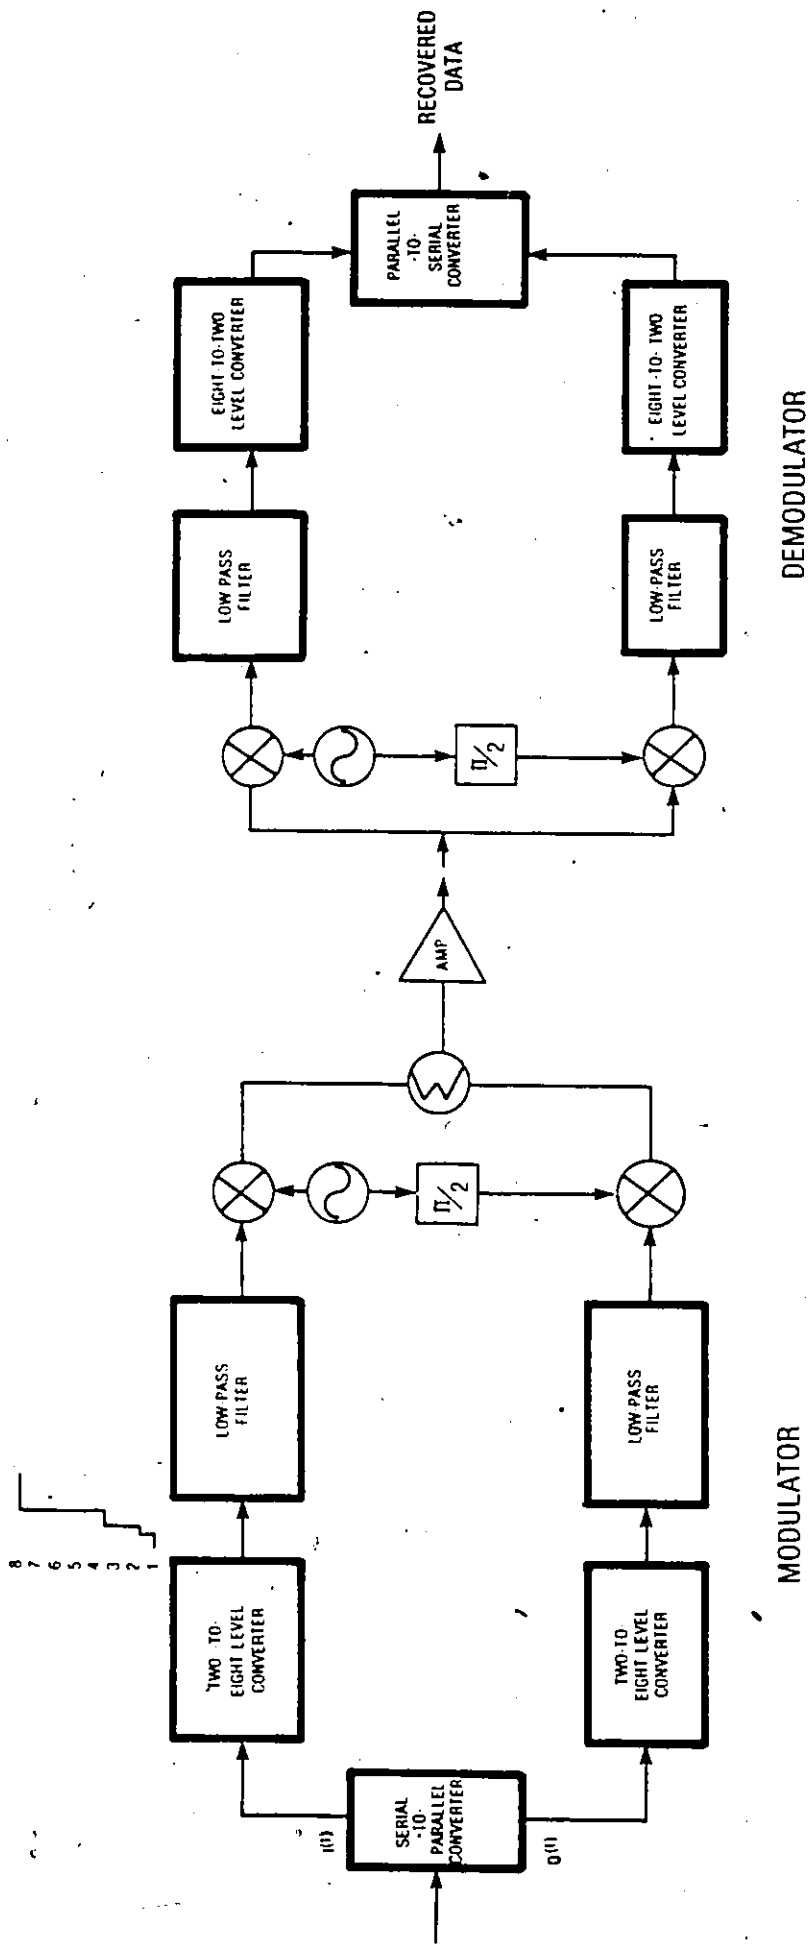 8
7
6
5
4
3
2
1
I(t)
SERIAL
-TO-
PARALLEL
CONVERTER
Q(t)
TWO-TO-
EIGHT LEVEL
CONVERTER
LOW-PASS
FILTER
TWO-TO-
EIGHT LEVEL
CONVERTER
LOW-PASS
FILTER
Π/2
Σ
AMP
MODULATOR
Π/2
LOW-PASS
FILTER
EIGHT-TO-TWO
LEVEL CONVERTER
LOW-PASS
FILTER
EIGHT-TO-TWO
LEVEL CONVERTER
PARALLEL
-TO-
SERIAL
CONVERTER
RECOVERED
DATA
DEMODULATOR